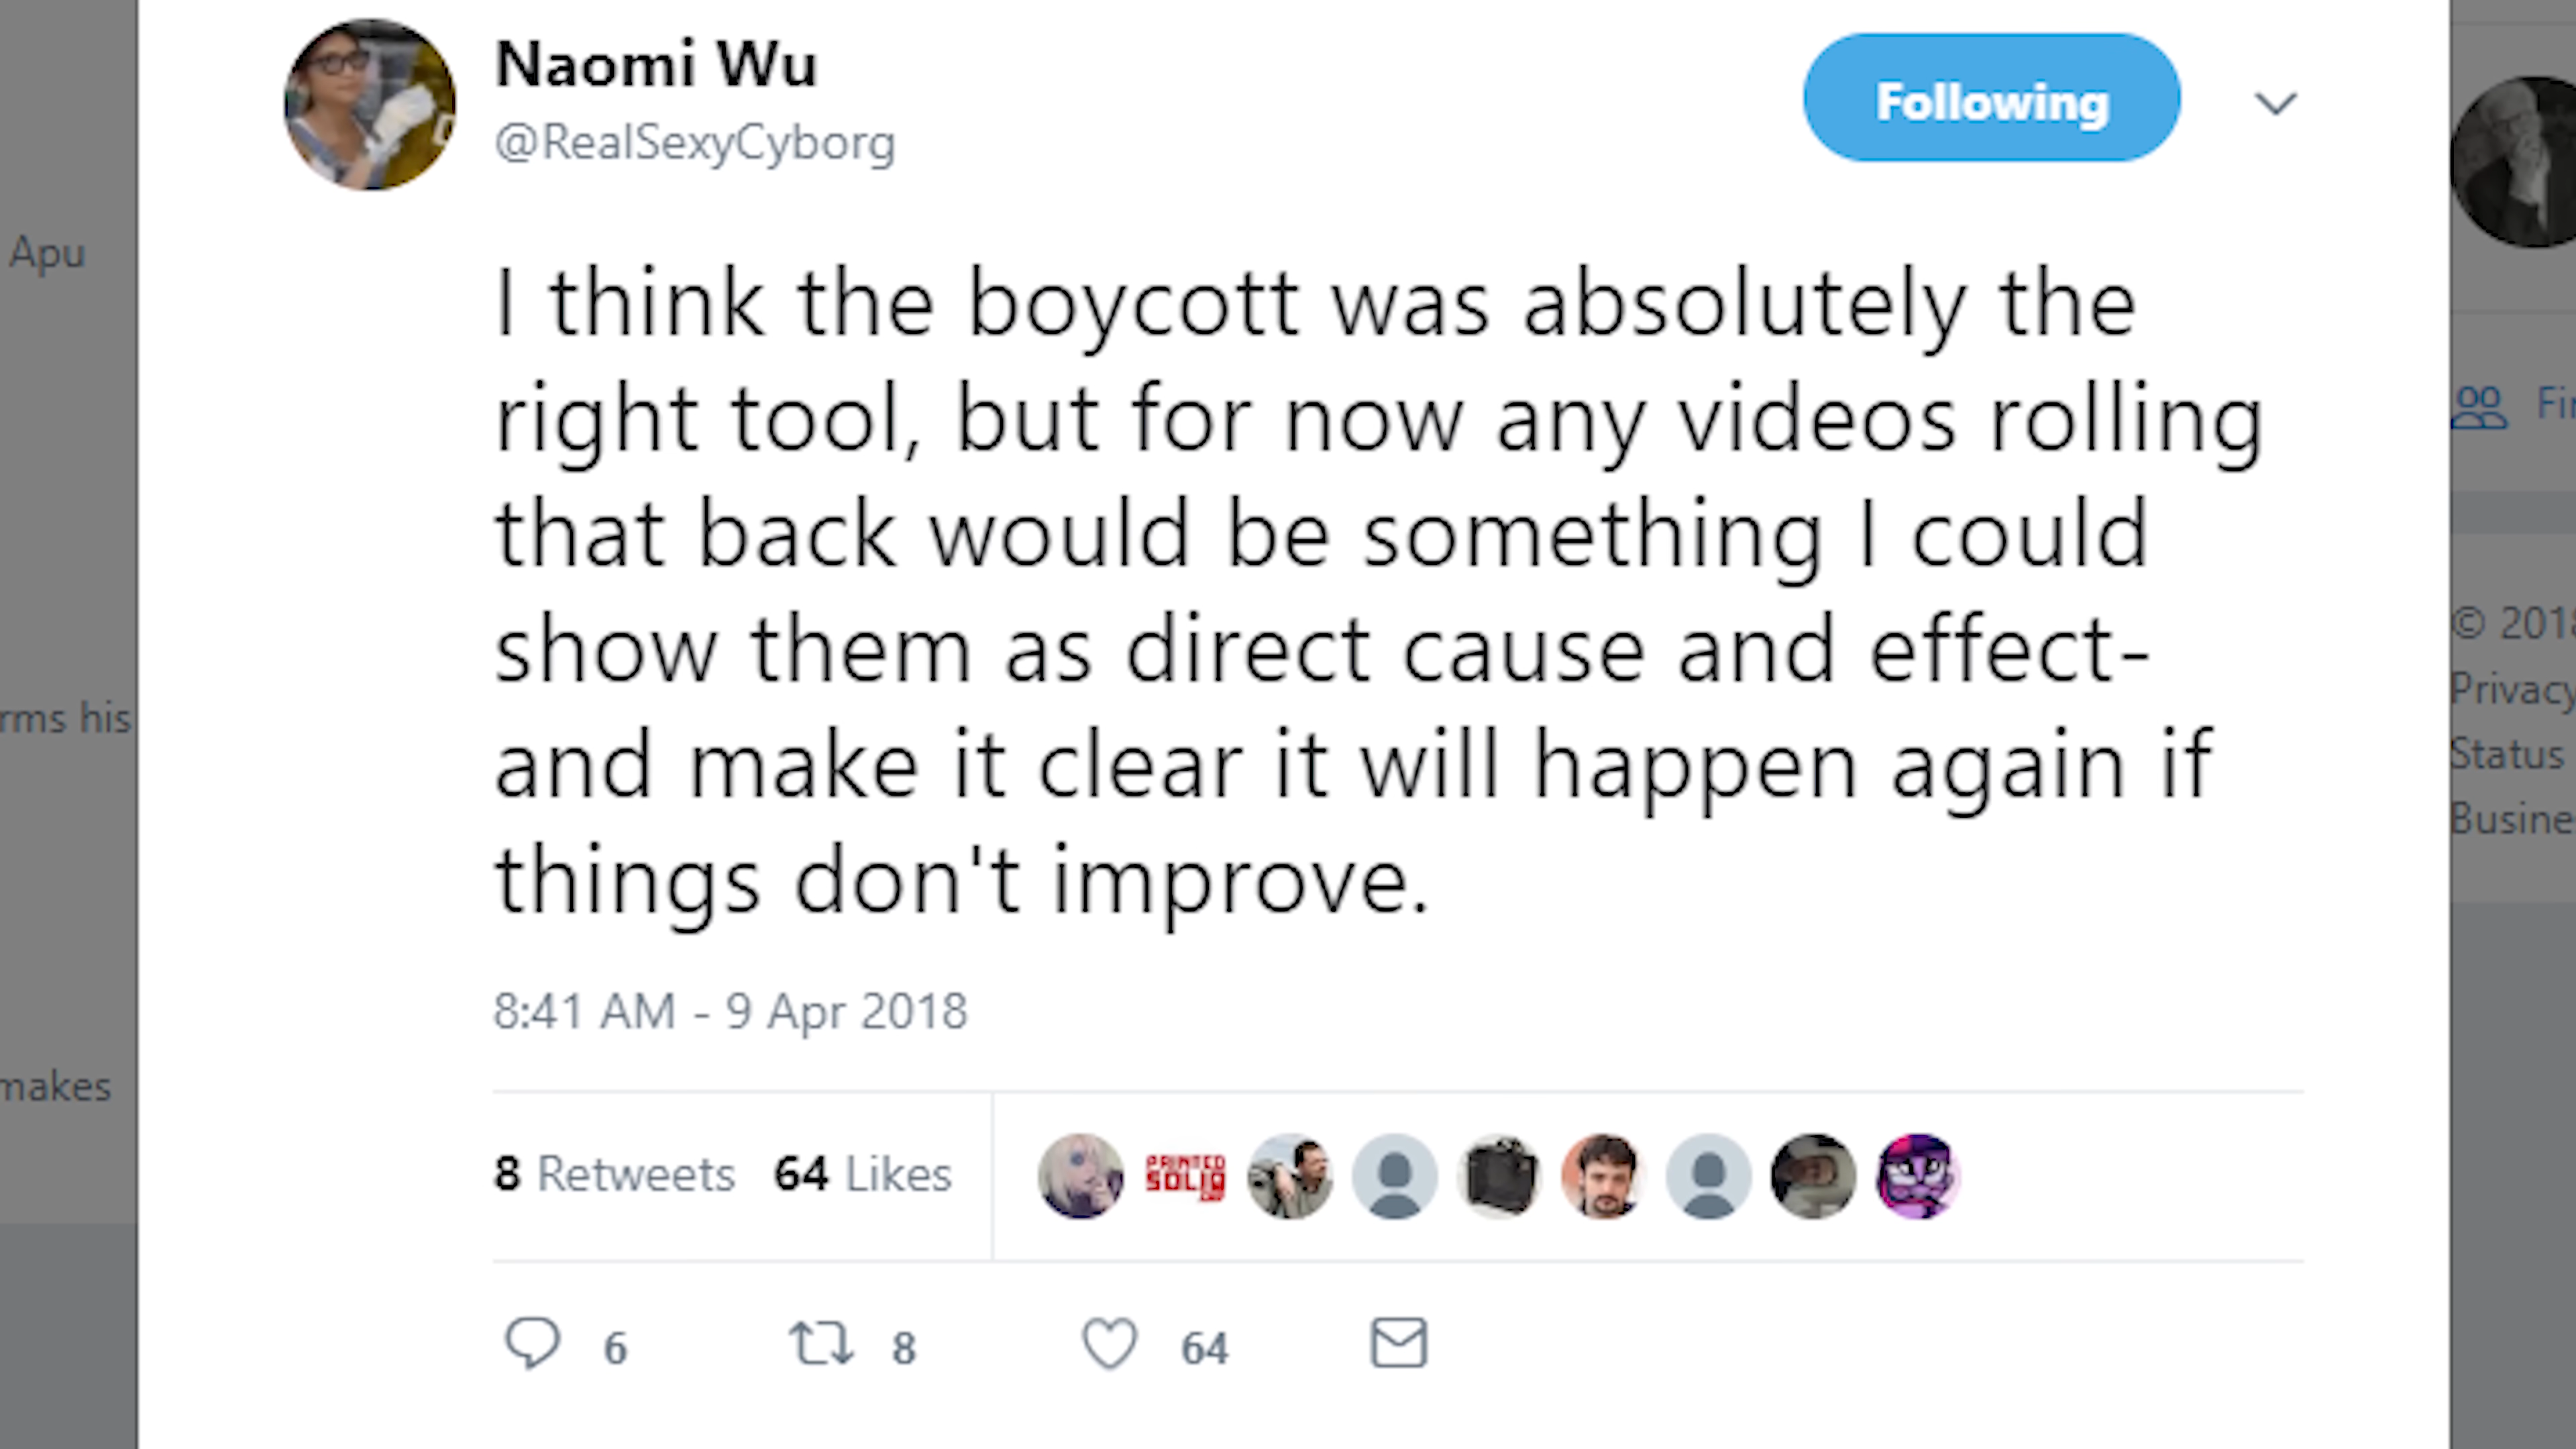 Naomi Wu
@RealSexyCyborg
Following
I think the boycott was absolutely the
right tool, but for now any videos rolling
that back would be something I could
show them as direct cause and effect-
and make it clear it will happen again if
things don't improve.
8:41 AM - 9 Apr 2018
8 Retweets 64 Likes
PRINTED
SOLID
6 8 64
Apu
rms his
makes
Fi
© 2018
Privacy
Status
Busine